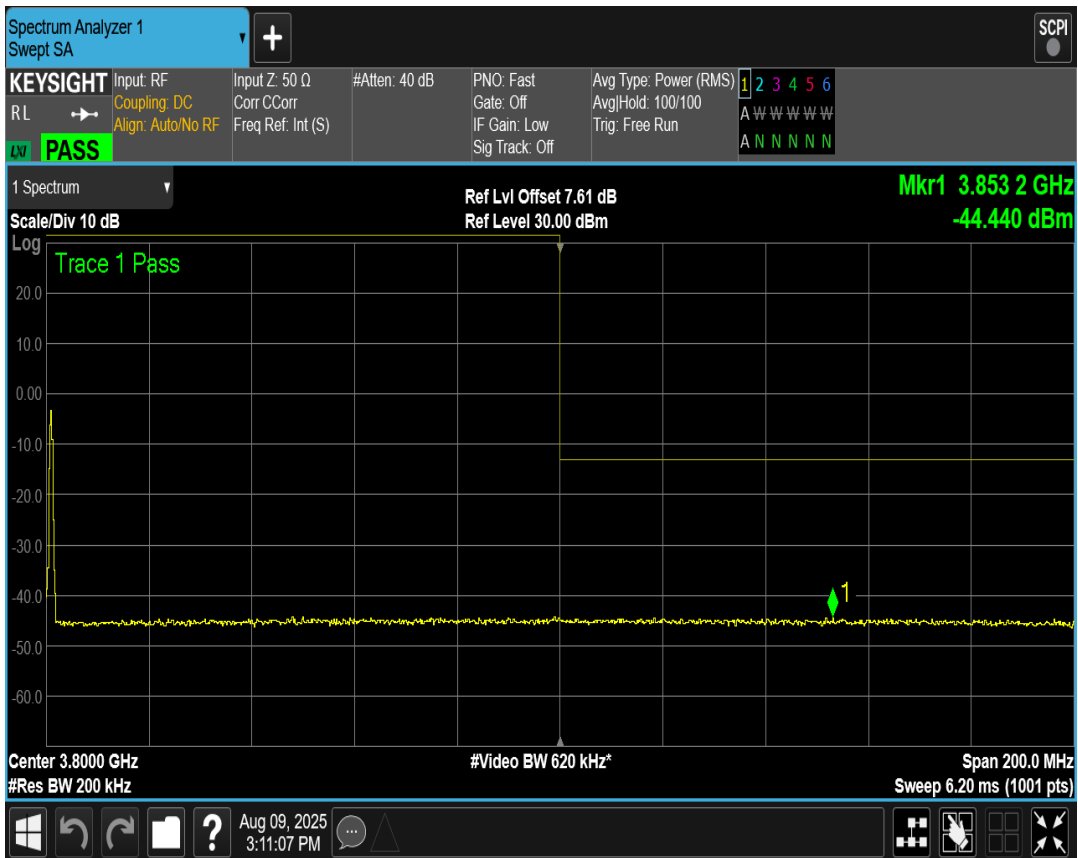 Spectrum Analyzer 1
Swept SA
SCPI
KEYSIGHT
R L
LXI PASS
Input: RF
Coupling: DC
Align: Auto/No RF
Input Z: 50 Ω
Corr CCorr
Freq Ref: Int (S)
#Atten: 40 dB
PNO: Fast
Gate: Off
IF Gain: Low
Sig Track: Off
Avg Type: Power (RMS)
Avg|Hold: 100/100
Trig: Free Run
1 2 3 4 5 6
A W W W W W
A N N N N N
1 Spectrum
Scale/Div 10 dB
Ref Lvl Offset 7.61 dB
Ref Level 30.00 dBm
Mkr1 3.853 2 GHz
-44.440 dBm
Log
Trace 1 Pass
20.0
10.0
0.00
-10.0
-20.0
-30.0
-40.0
1
-50.0
-60.0
Center 3.8000 GHz
#Res BW 200 kHz
#Video BW 620 kHz*
Span 200.0 MHz
Sweep 6.20 ms (1001 pts)
?
Aug 09, 2025
3:11:07 PM